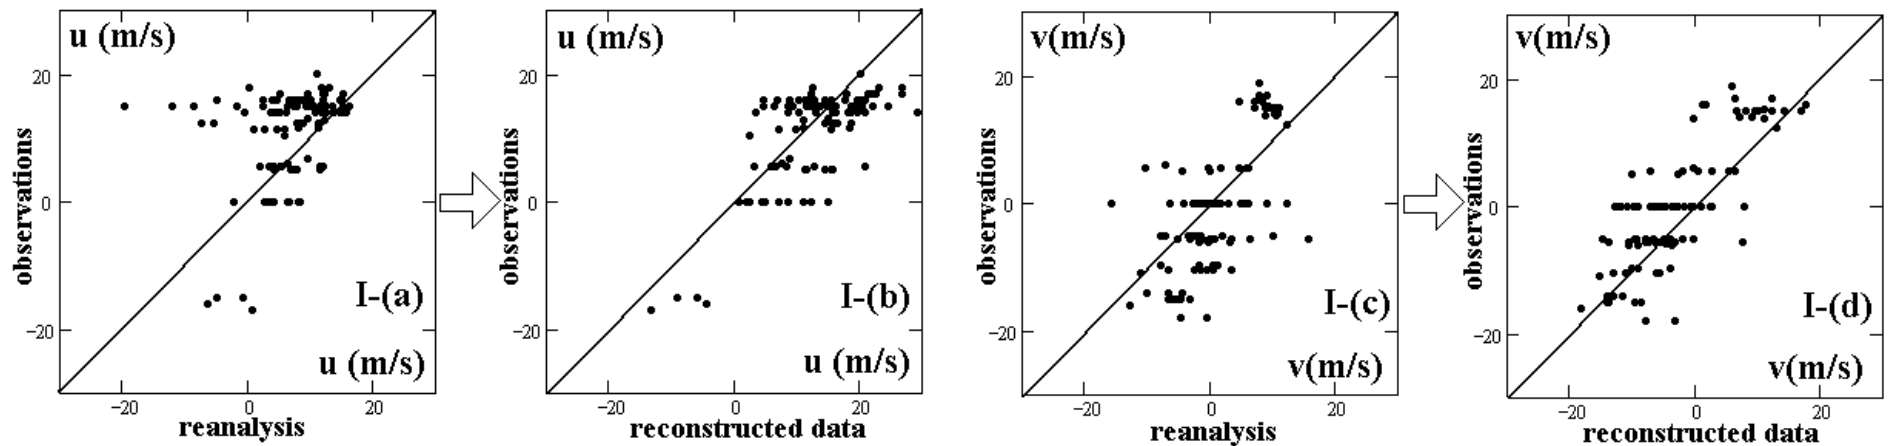 u (m/s)
20
0
−20
observations
I-(a)
u (m/s)
−20 0 20
reanalysis
u (m/s)
20
0
−20
observations
I-(b)
u (m/s)
−20 0 20
reconstructed data
v(m/s)
20
0
−20
observations
I-(c)
v(m/s)
−20 0 20
reanalysis
v(m/s)
20
0
−20
observations
I-(d)
v(m/s)
−20 0 20
reconstructed data